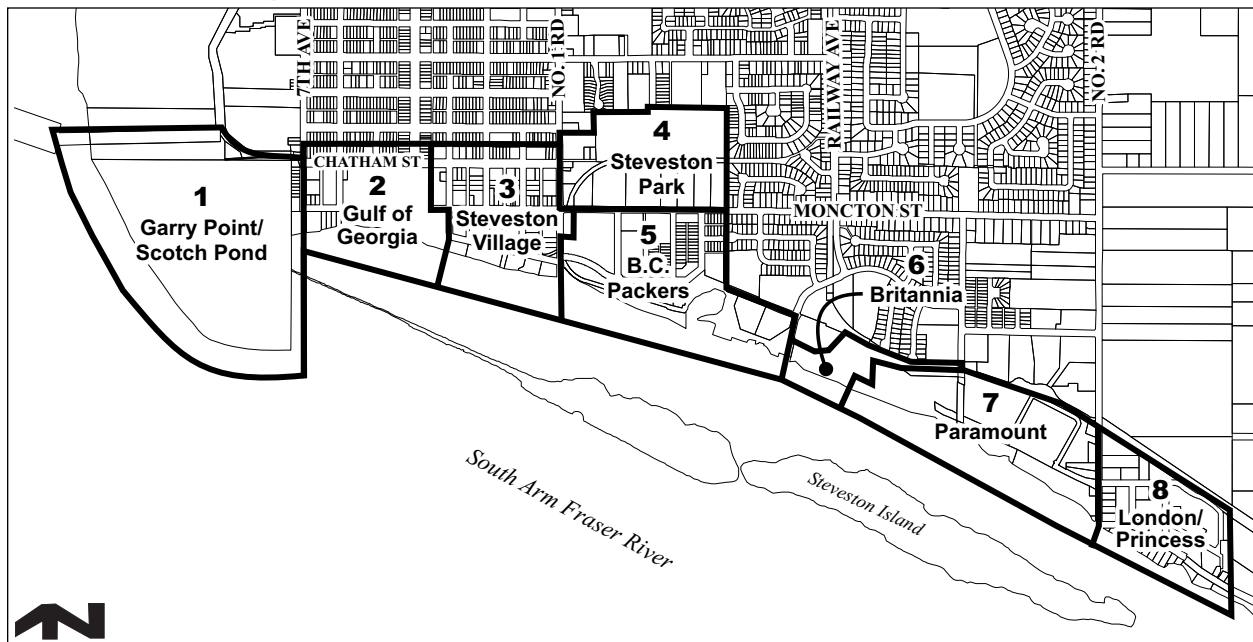 7TH AVE
NO. 1 RD
RAILWAY AVE
NO. 2 RD
CHATHAM ST
MONCTON ST
1
Garry Point/
Scotch Pond
2
Gulf of
Georgia
3
Steveston
Village
4
Steveston
Park
5
B.C.
Packers
6
Britannia
7
Paramount
8
London/
Princess
South Arm Fraser River
Steveston Island
N